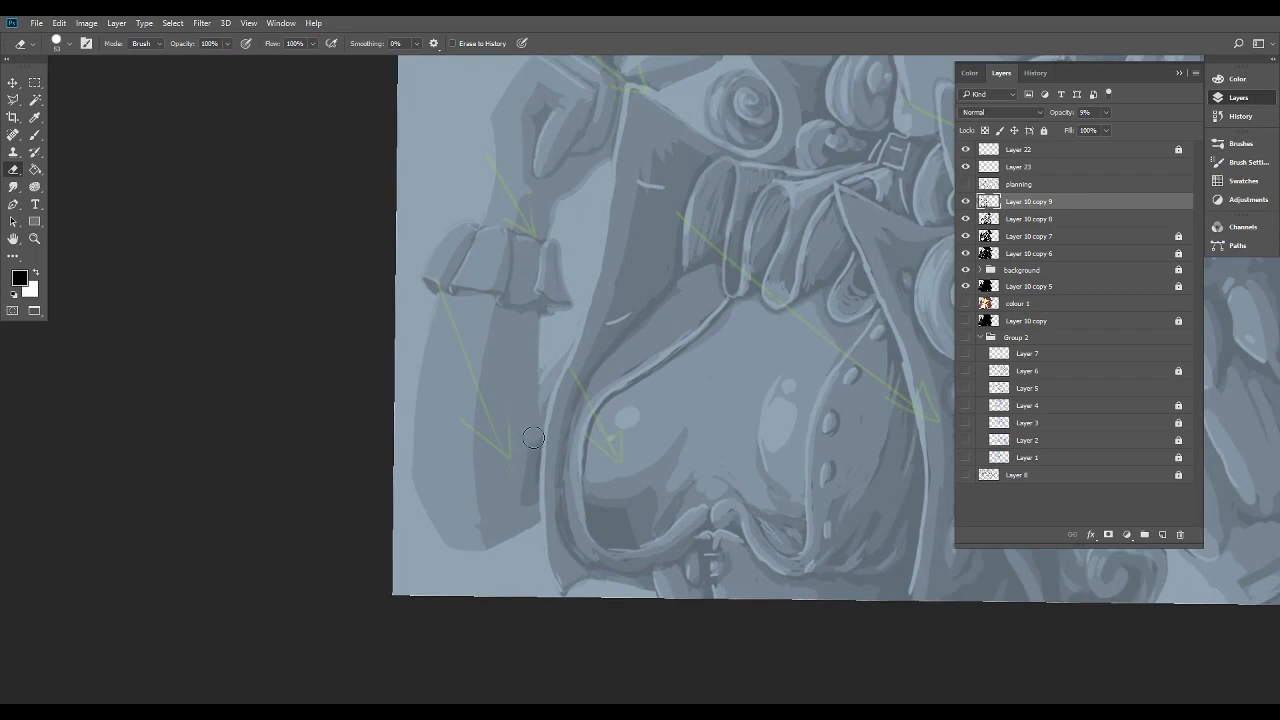 Ps File Edit Image Layer Type Select Filter 3D View Window Help
53 Mode: Brush Opacity: 100% Flow: 100% Smoothing: 0% Erase to History
Color Layers History
Color
Layers
History
Brushes
Brush Setti...
Swatches
Adjustments
Channels
Paths
Kind
Normal Opacity: 9%
Lock: Fill: 100%
Layer 22
Layer 23
planning
Layer 10 copy 9
Layer 10 copy 8
Layer 10 copy 7
Layer 10 copy 6
background
Layer 10 copy 5
colour 1
Layer 10 copy
Group 2
Layer 7
Layer 6
Layer 5
Layer 4
Layer 3
Layer 2
Layer 1
Layer 8
fx